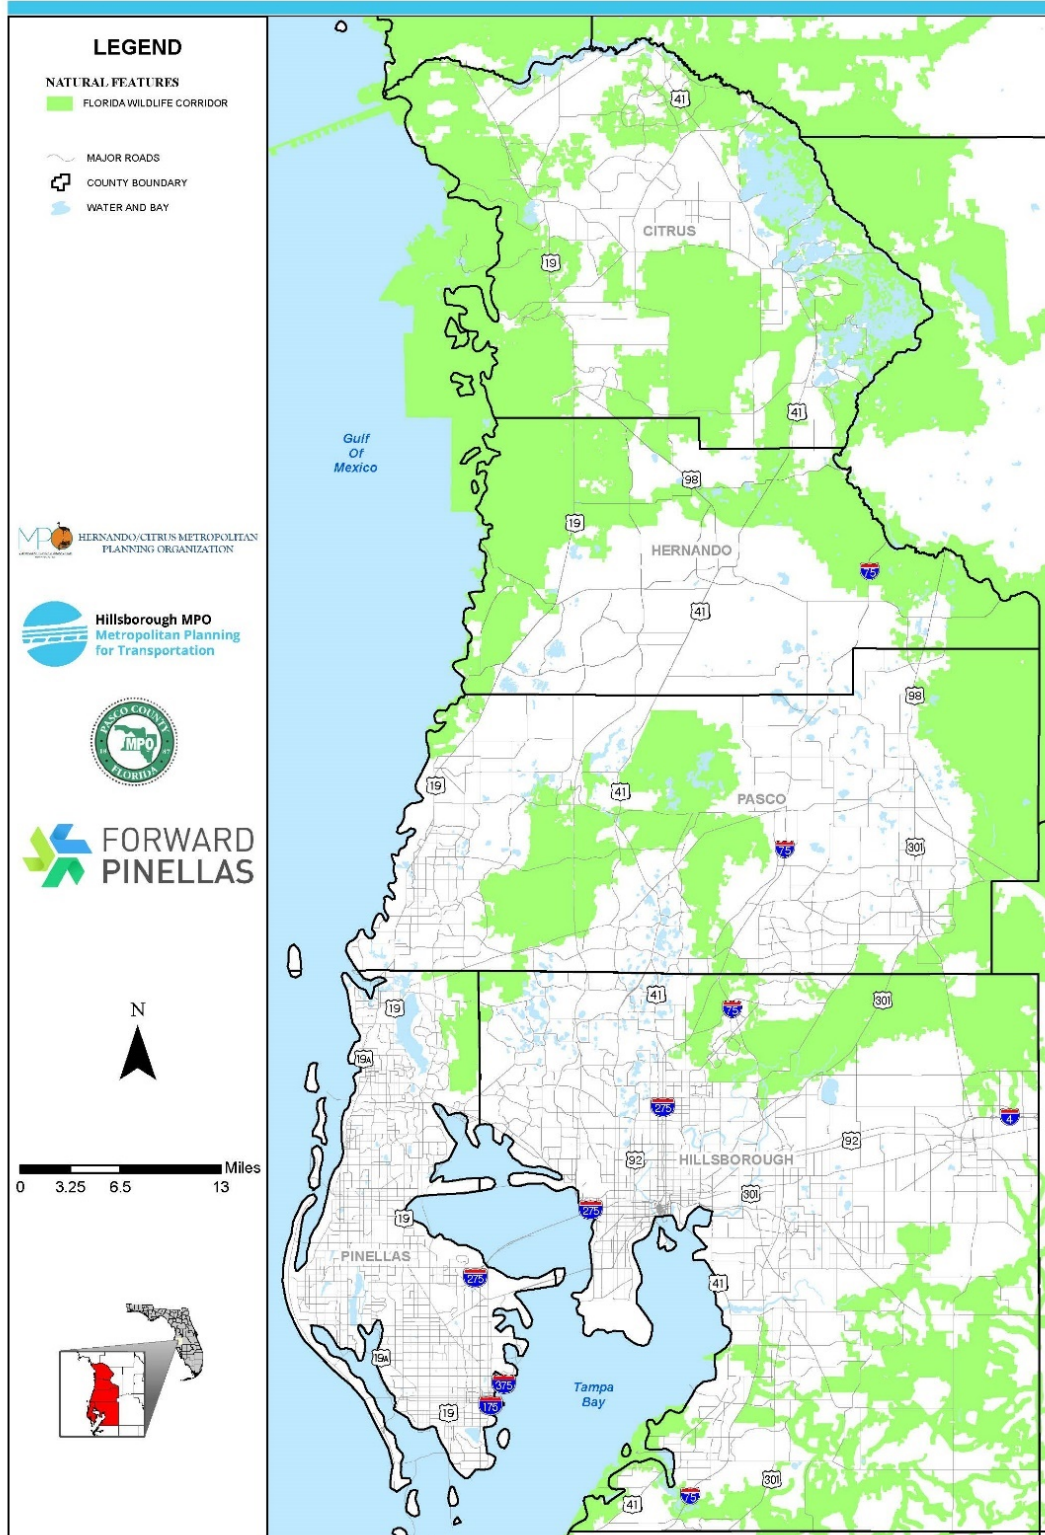 LEGEND
NATURAL FEATURES
FLORIDA WILDLIFE CORRIDOR
MAJOR ROADS
COUNTY BOUNDARY
WATER AND BAY
MPO
HERNANDO/CITRUS METROPOLITAN
PLANNING ORGANIZATION
Hillsborough MPO
Metropolitan Planning
for Transportation
PASCO COUNTY
MPO
18 87
FLORIDA
FORWARD
PINELLAS
N
Miles
0 3.25 6.5 13
41
CITRUS
19
41
Gulf
Of
Mexico
98
19
HERNANDO
75
41
98
19
41
PASCO
75
301
19
41
75
301
19A
275
4
92
92
HILLSBOROUGH
301
275
19
PINELLAS
275
41
19A
375
Tampa
Bay
175
19
301
75
41